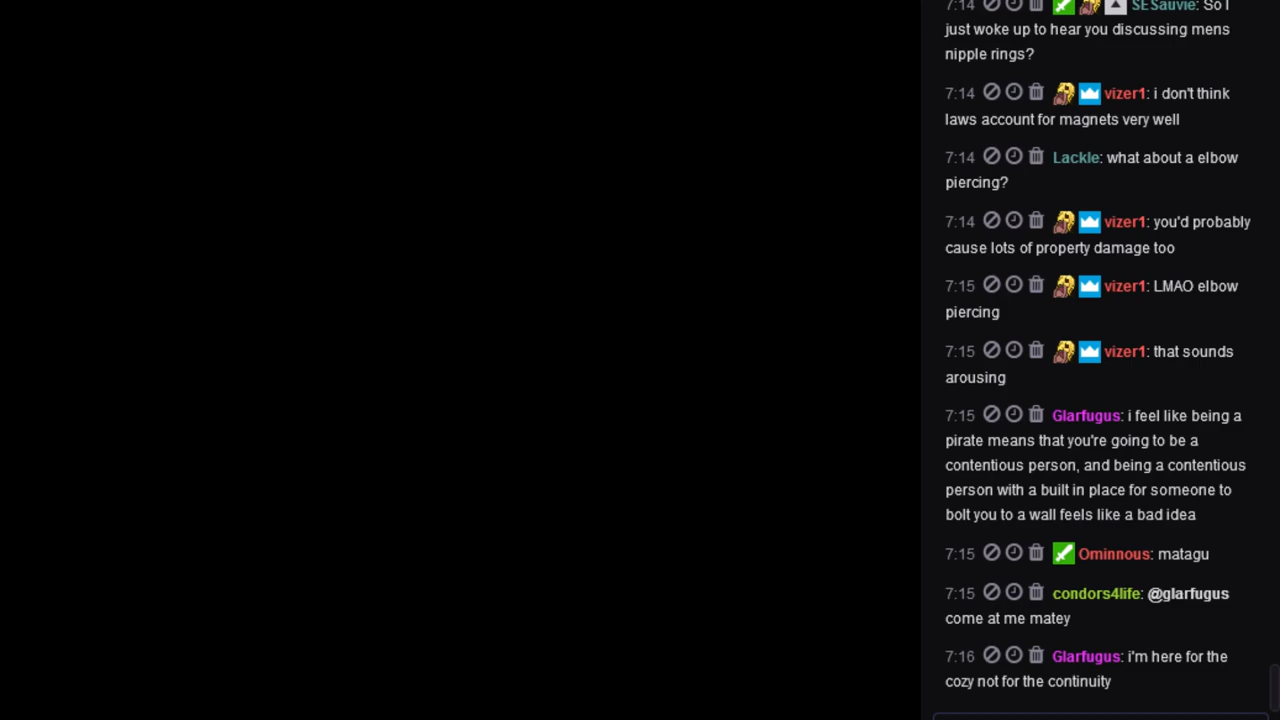 7:14 SESauvie: So I
just woke up to hear you discussing mens
nipple rings?
7:14 vizer1: i don't think
laws account for magnets very well
7:14 Lackle: what about a elbow
piercing?
7:14 vizer1: you'd probably
cause lots of property damage too
7:15 vizer1: LMAO elbow
piercing
7:15 vizer1: that sounds
arousing
7:15 Glarfugus: i feel like being a
pirate means that you're going to be a
contentious person, and being a contentious
person with a built in place for someone to
bolt you to a wall feels like a bad idea
7:15 Ominnous: matagu
7:15 condors4life: @glarfugus
come at me matey
7:16 Glarfugus: i'm here for the
cozy not for the continuity